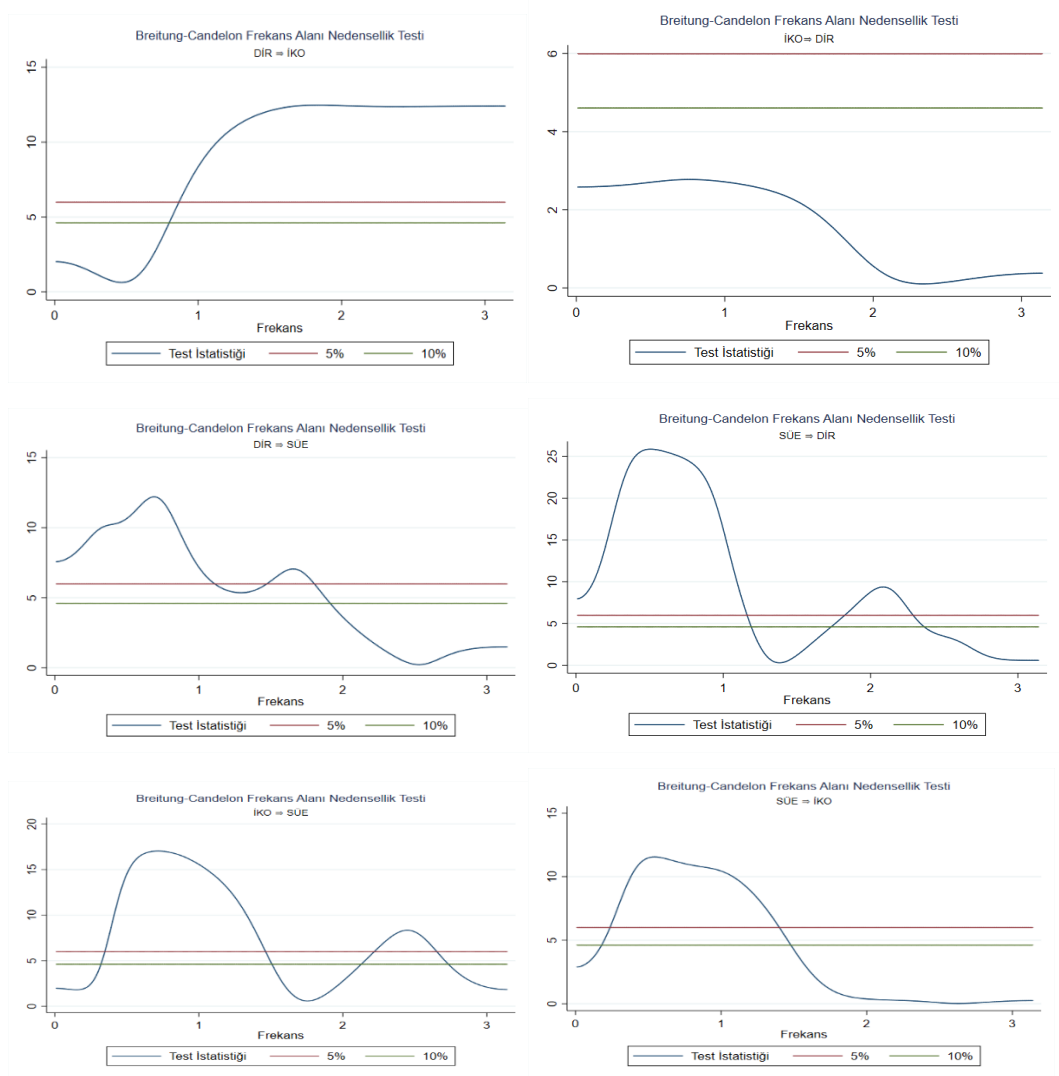 Breitung-Candelon Frekans Alanı Nedensellik Testi
DİR ⇒ İKO
15
10
5
0
0 1 2 3
Frekans
Test İstatistiği 5% 10%
Breitung-Candelon Frekans Alanı Nedensellik Testi
İKO⇒ DİR
6
4
2
0
0 1 2 3
Frekans
Test İstatistiği 5% 10%
Breitung-Candelon Frekans Alanı Nedensellik Testi
DİR ⇒ SÜE
15
10
5
0
0 1 2 3
Frekans
Test İstatistiği 5% 10%
Breitung-Candelon Frekans Alanı Nedensellik Testi
SÜE ⇒ DİR
25
20
15
10
5
0
0 1 2 3
Frekans
Test İstatistiği 5% 10%
Breitung-Candelon Frekans Alanı Nedensellik Testi
İKO ⇒ SÜE
20
15
10
5
0
0 1 2 3
Frekans
Test İstatistiği 5% 10%
Breitung-Candelon Frekans Alanı Nedensellik Testi
SÜE ⇒ İKO
15
10
5
0
0 1 2 3
Frekans
Test İstatistiği 5% 10%